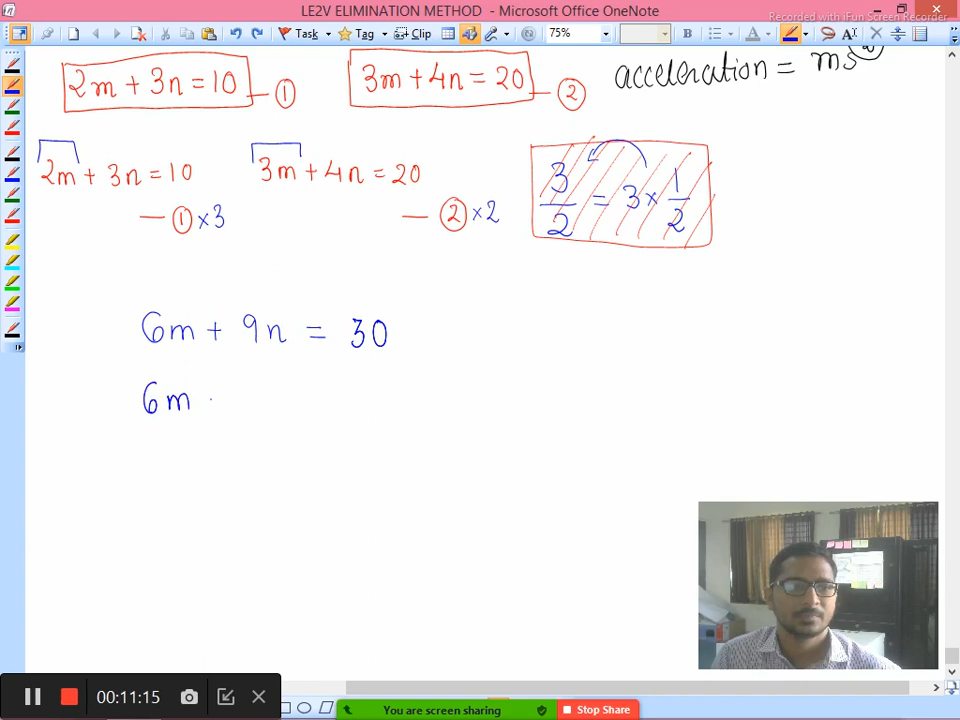 LE2V ELIMINATION METHOD - Microsoft Office OneNote
Recorded with iFun Screen Recorder
Task Tag Clip 75% B A
2m + 3n = 10 — ① 3m + 4n = 20 — ② acceleration = ms
2m + 3n = 10 3m + 4n = 20 3/2 = 3 × 1/2
— ① ×3 — ② ×2
6m + 9n = 30
6m
00:11:15
You are screen sharing Stop Share